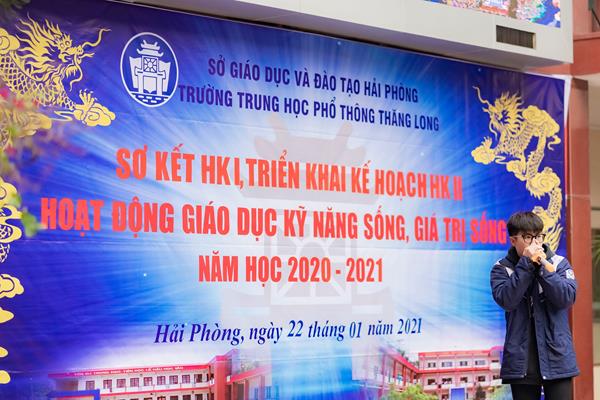 SỞ GIÁO DỤC VÀ ĐÀO TẠO HẢI PHÒNG
TRƯỜNG TRUNG HỌC PHỔ THÔNG THĂNG LONG
SƠ KẾT HK I, TRIỂN KHAI KẾ HOẠCH HK II
HOẠT ĐỘNG GIÁO DỤC KỸ NĂNG SỐNG, GIÁ TRỊ SỐNG
NĂM HỌC 2020 - 2021
Hải Phòng, ngày 22 tháng 01 năm 2021